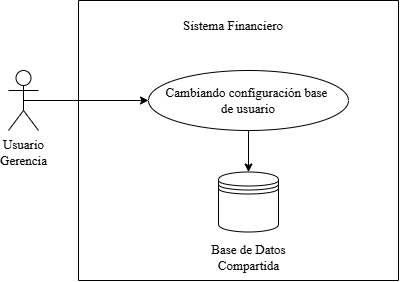 Sistema Financiero
Cambiando configuración base
de usuario
Usuario
Gerencia
Base de Datos
Compartida